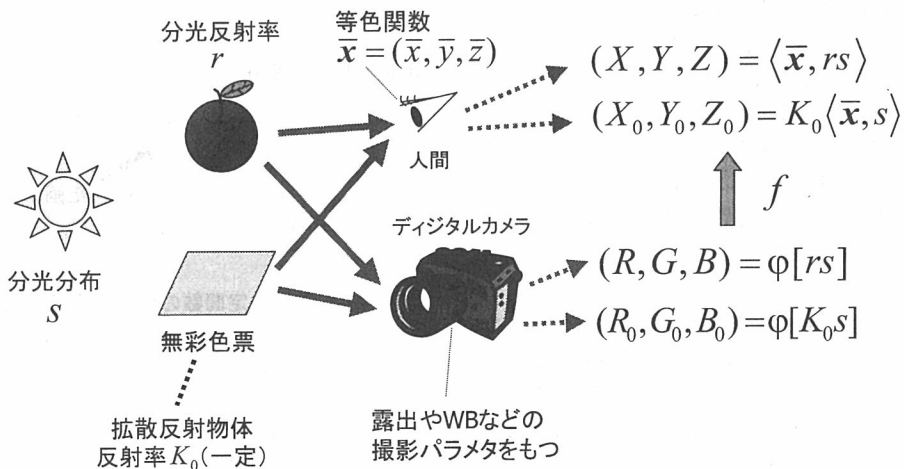 分光反射率
r
等色関数
x̄ = (x̄, ȳ, z̄)
(X, Y, Z) = ⟨x̄, rs⟩
(X₀, Y₀, Z₀) = K₀⟨x̄, s⟩
人間
f
ディジタルカメラ
分光分布
s
(R, G, B) = φ[rs]
(R₀, G₀, B₀) = φ[K₀s]
無彩色票
拡散反射物体
反射率K₀(一定)
露出やWBなどの
撮影パラメタをもつ